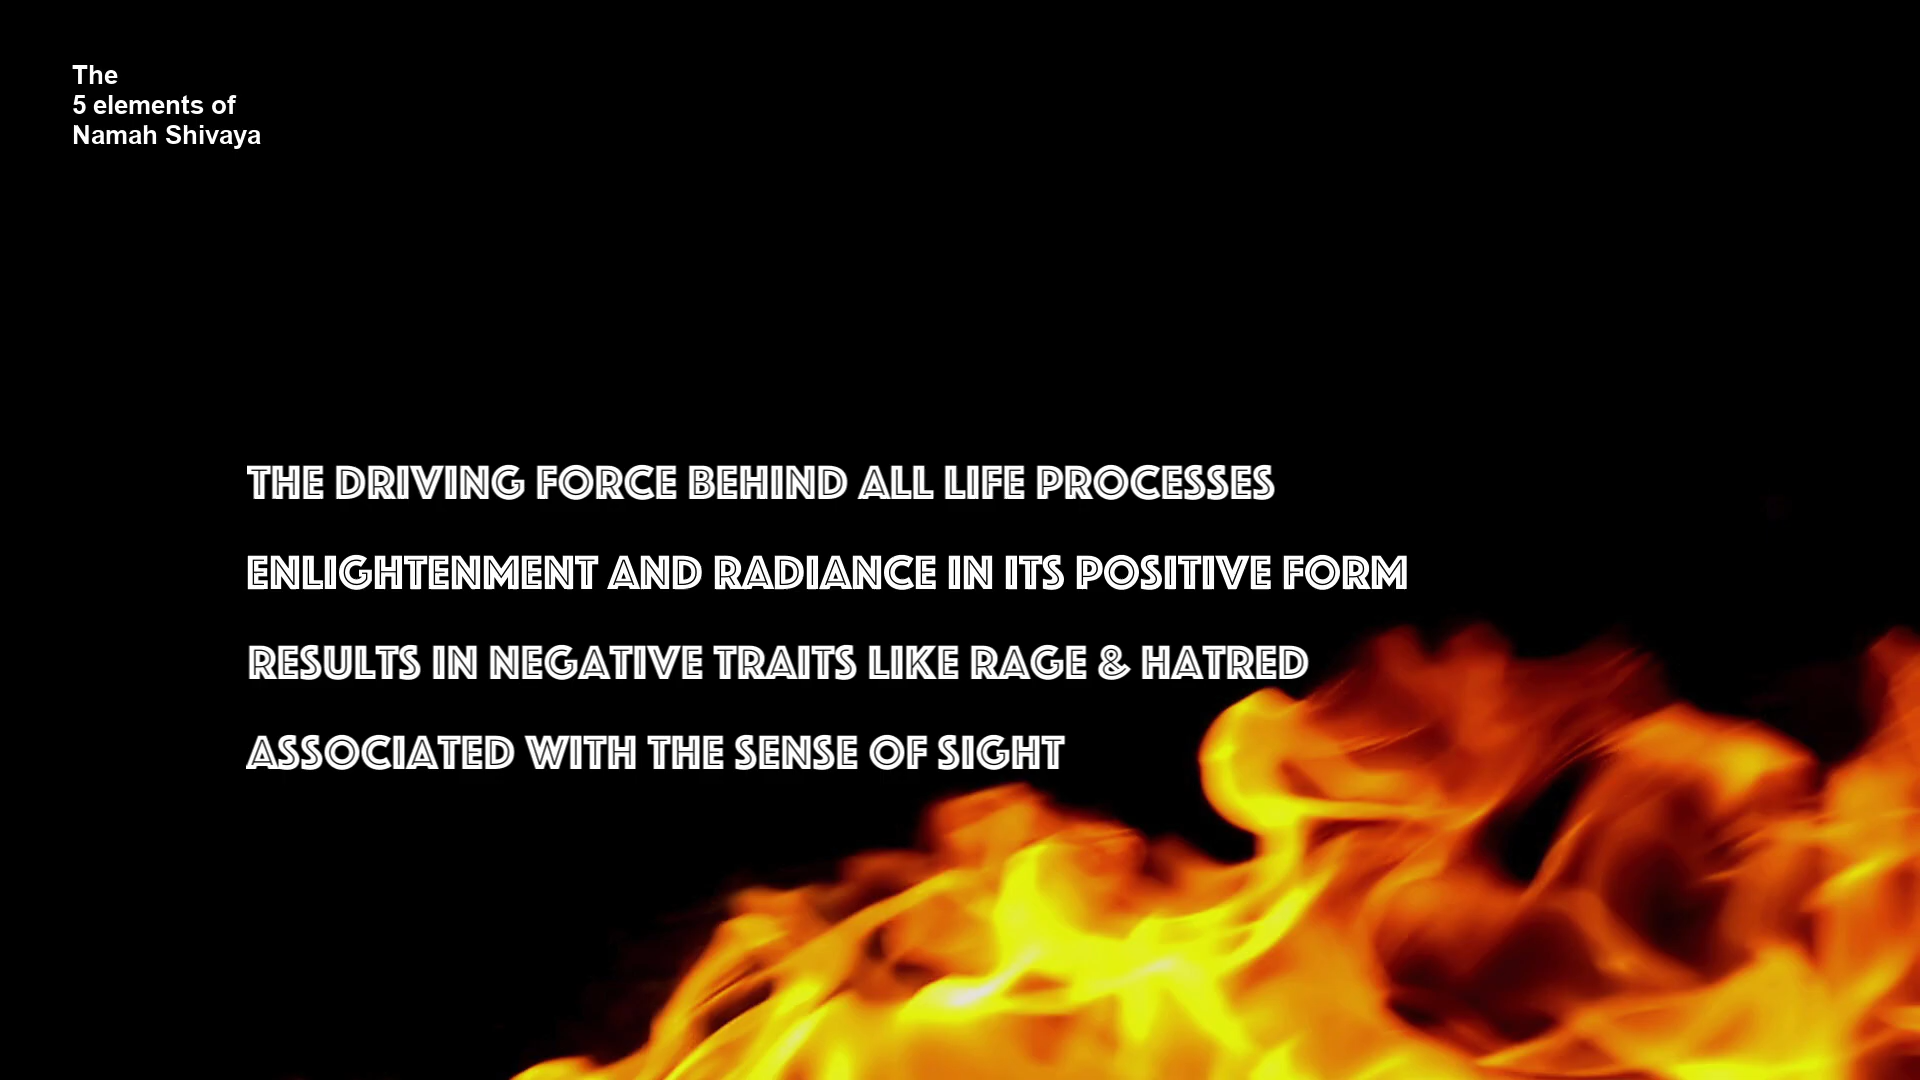 The
5 elements of
Namah Shivaya
THE DRIVING FORCE BEHIND ALL LIFE PROCESSES
ENLIGHTENMENT AND RADIANCE IN ITS POSITIVE FORM
RESULTS IN NEGATIVE TRAITS LIKE RAGE & HATRED
ASSOCIATED WITH THE SENSE OF SIGHT